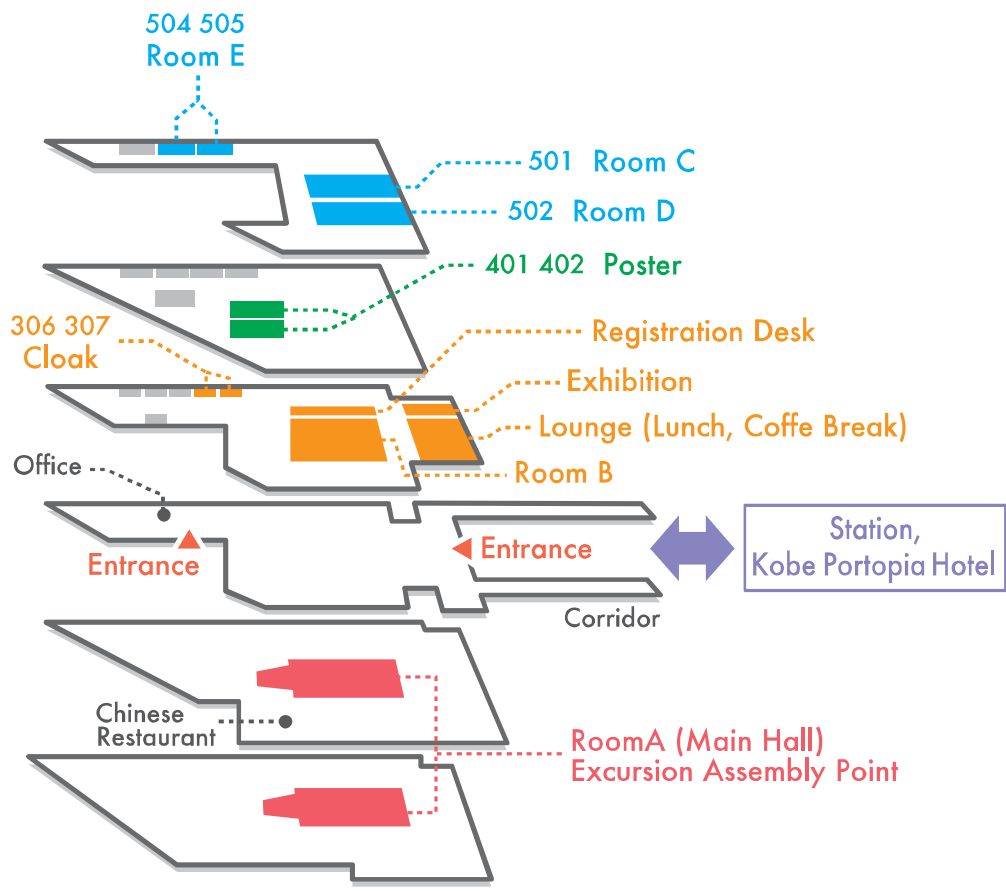 504 505
Room E
501 Room C
502 Room D
401 402 Poster
306 307
Cloak
Registration Desk
Exhibition
Lounge (Lunch, Coffe Break)
Room B
Office
Entrance
Entrance
Station,
Kobe Portopia Hotel
Corridor
Chinese
Restaurant
RoomA (Main Hall)
Excursion Assembly Point